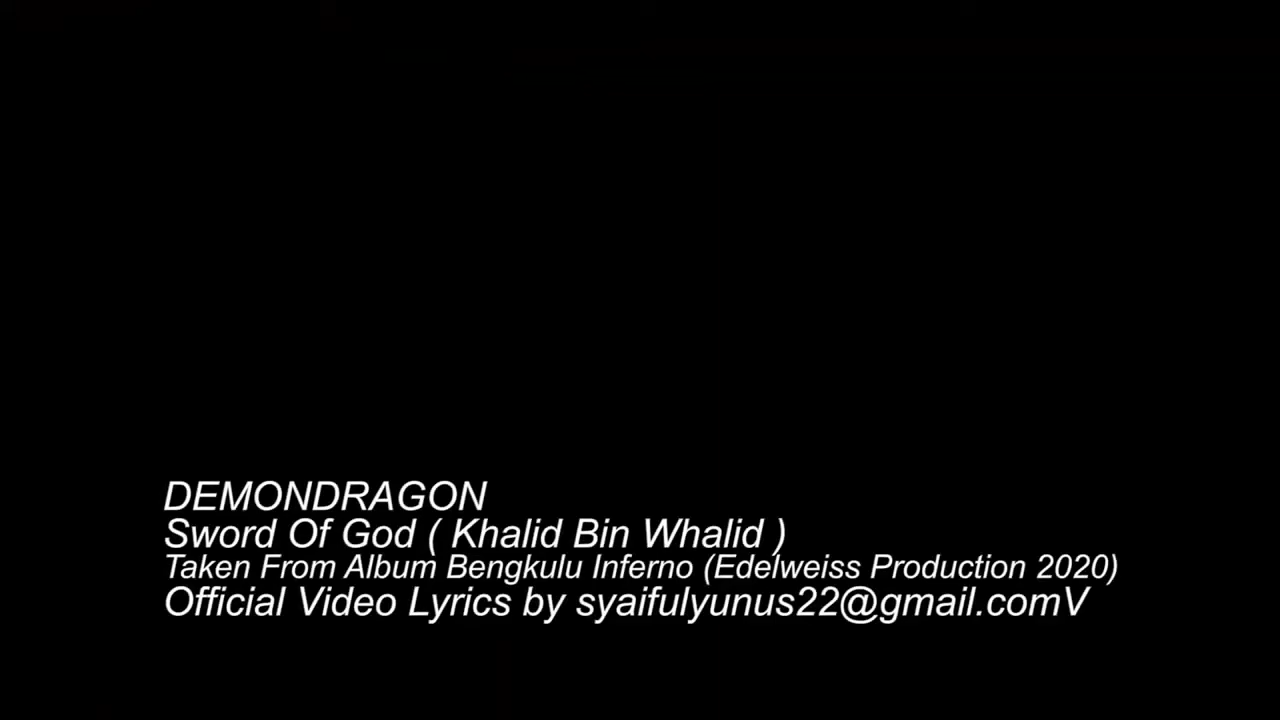 DEMONDRAGON
Sword Of God ( Khalid Bin Whalid )
Taken From Album Bengkulu Inferno (Edelweiss Production 2020)
Official Video Lyrics by syaifulyunus22@gmail.comV